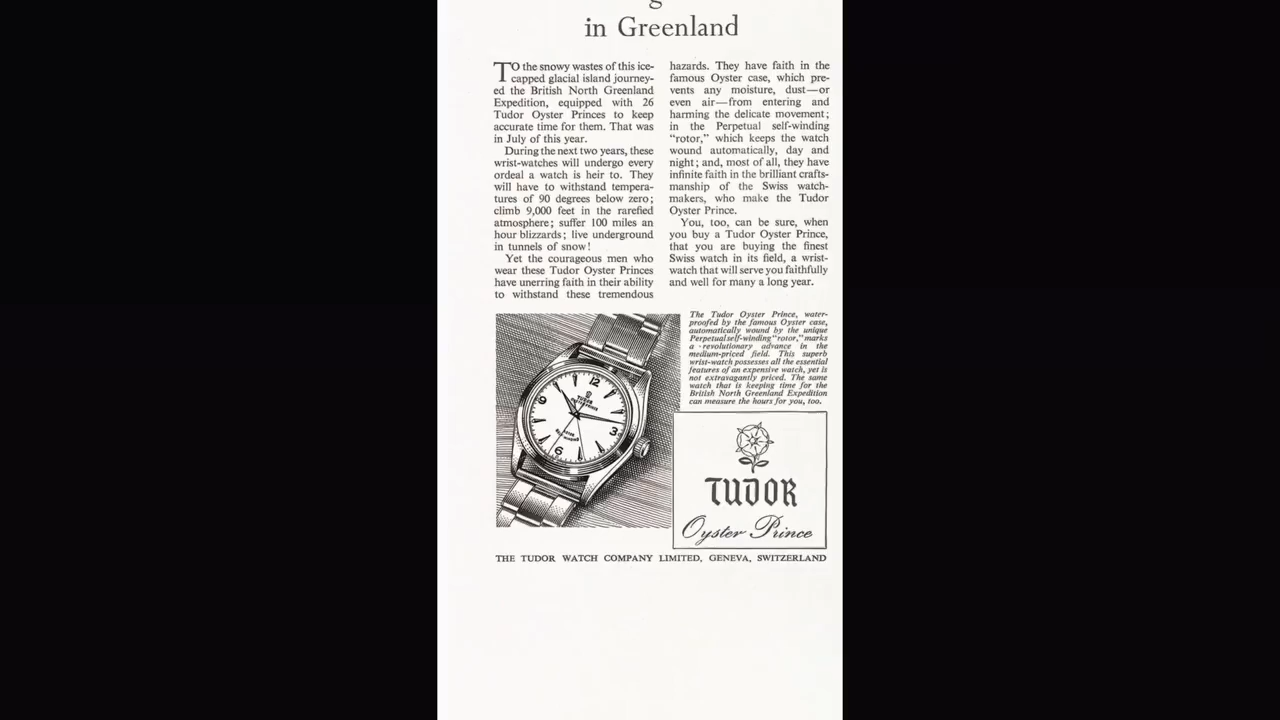 in Greenland
TO the snowy wastes of this ice-
capped glacial island journey-
ed the British North Greenland
Expedition, equipped with 26
Tudor Oyster Princes to keep
accurate time for them. That was
in July of this year.
During the next two years, these
wrist-watches will undergo every
ordeal a watch is heir to. They
will have to withstand tempera-
tures of 90 degrees below zero;
climb 9,000 feet in the rarefied
atmosphere; suffer 100 miles an
hour blizzards; live underground
in tunnels of snow!
Yet the courageous men who
wear these Tudor Oyster Princes
have unerring faith in their ability
to withstand these tremendous
hazards. They have faith in the
famous Oyster case, which pre-
vents any moisture, dust—or
even air—from entering and
harming the delicate movement;
in the Perpetual self-winding
“rotor,” which keeps the watch
wound automatically, day and
night; and, most of all, they have
infinite faith in the brilliant crafts-
manship of the Swiss watch-
makers, who make the Tudor
Oyster Prince.
You, too, can be sure, when
you buy a Tudor Oyster Prince,
that you are buying the finest
Swiss watch in its field, a wrist-
watch that will serve you faithfully
and well for many a long year.
The Tudor Oyster Prince, water-
proofed by the famous Oyster case,
automatically wound by the unique
Perpetual self-winding “rotor,” marks
a revolutionary advance in the
medium-priced field. This superb
wrist-watch possesses all the essential
features of an expensive watch, yet is
not extravagantly priced. The same
watch that is keeping time for the
British North Greenland Expedition
can measure the hours for you, too.
12
TUDOR
OYSTER PRINCE
9
3
6
TUDOR
Oyster Prince
THE TUDOR WATCH COMPANY LIMITED, GENEVA, SWITZERLAND